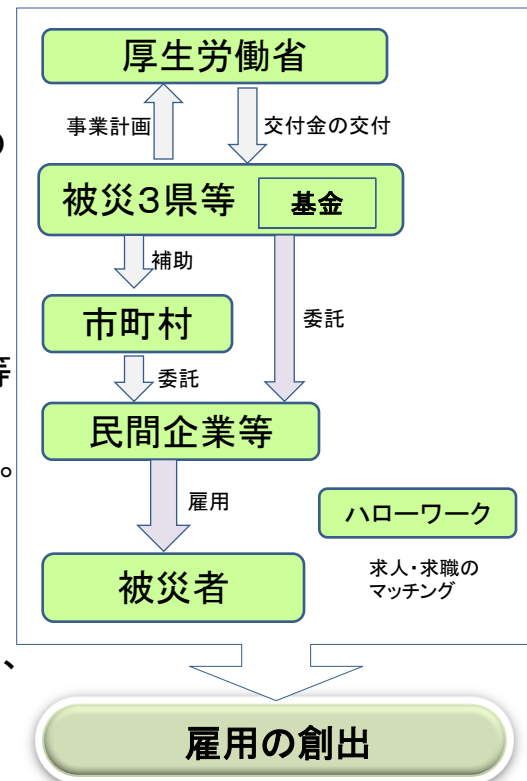 厚生労働省
事業計画
交付金の交付
の
被災3県等
基金
補助
市町村
委託
等
委託
民間企業等
。
雇用
ハローワーク
被災者
求人・求職の
マッチング
、
雇用の創出